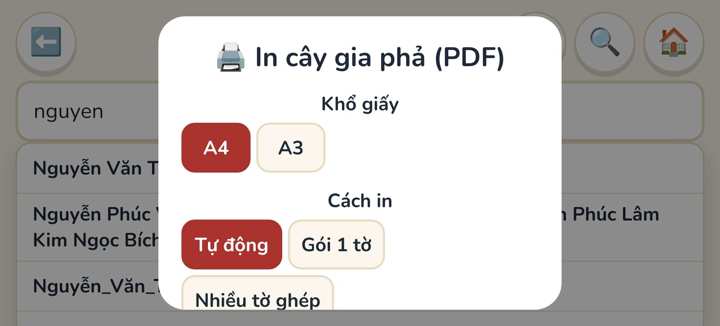 In cây gia phả (PDF)
Khổ giấy
nguyen
A4 A3
Nguyễn Văn T
Cách in
Nguyễn Phúc n Phúc Lâm
Kim Ngọc Bích
Tự động Gói 1 tờ
Nguyễn_Văn_
Nhiều tờ ghép